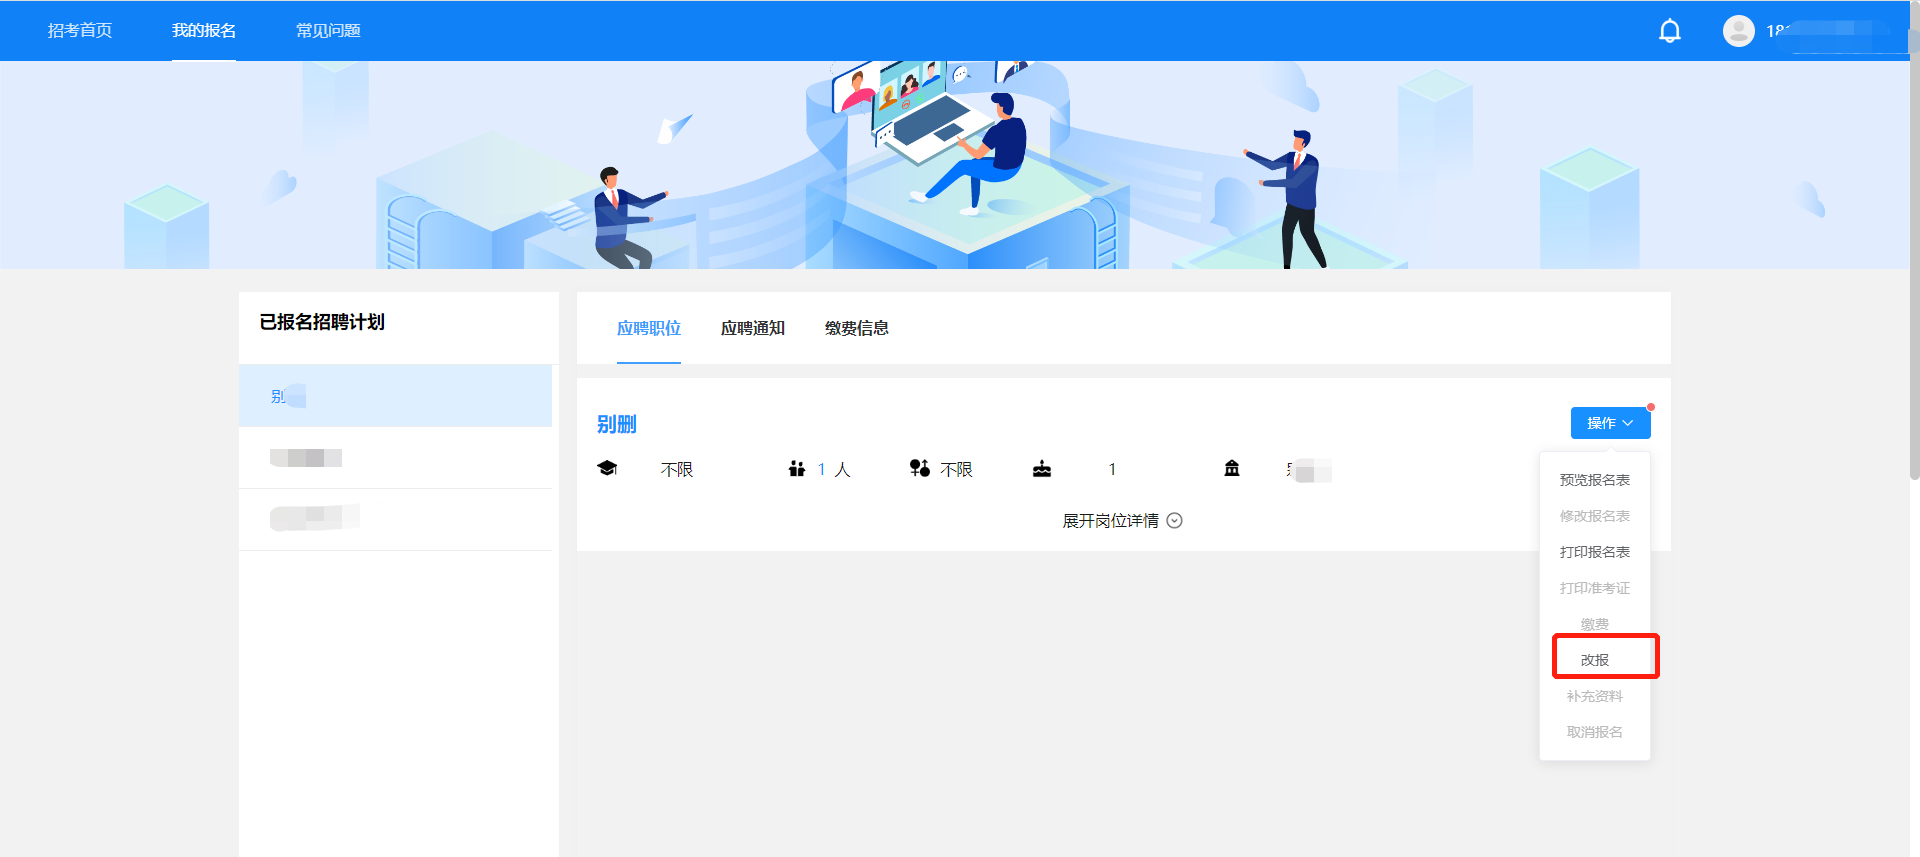 招考首页 我的报名 常见问题
已报名招聘计划
别
应聘职位 应聘通知 缴费信息
别删
操作
不限 1 人 不限 1
展开岗位详情
预览报名表
修改报名表
打印报名表
打印准考证
缴费
改报
补充资料
取消报名